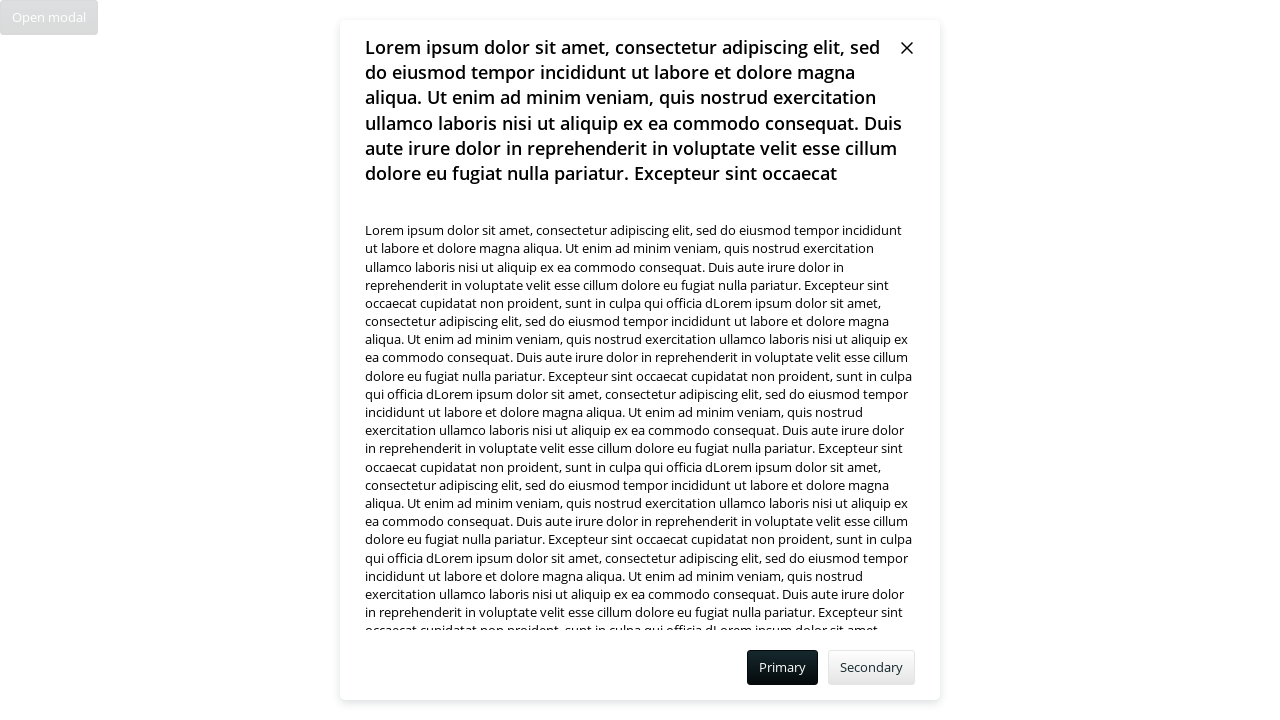 Open modal
Lorem ipsum dolor sit amet, consectetur adipiscing elit, sed
do eiusmod tempor incididunt ut labore et dolore magna
aliqua. Ut enim ad minim veniam, quis nostrud exercitation
ullamco laboris nisi ut aliquip ex ea commodo consequat. Duis
aute irure dolor in reprehenderit in voluptate velit esse cillum
dolore eu fugiat nulla pariatur. Excepteur sint occaecat
Lorem ipsum dolor sit amet, consectetur adipiscing elit, sed do eiusmod tempor incididunt
ut labore et dolore magna aliqua. Ut enim ad minim veniam, quis nostrud exercitation
ullamco laboris nisi ut aliquip ex ea commodo consequat. Duis aute irure dolor in
reprehenderit in voluptate velit esse cillum dolore eu fugiat nulla pariatur. Excepteur sint
occaecat cupidatat non proident, sunt in culpa qui officia dLorem ipsum dolor sit amet,
consectetur adipiscing elit, sed do eiusmod tempor incididunt ut labore et dolore magna
aliqua. Ut enim ad minim veniam, quis nostrud exercitation ullamco laboris nisi ut aliquip ex
ea commodo consequat. Duis aute irure dolor in reprehenderit in voluptate velit esse cillum
dolore eu fugiat nulla pariatur. Excepteur sint occaecat cupidatat non proident, sunt in culpa
qui officia dLorem ipsum dolor sit amet, consectetur adipiscing elit, sed do eiusmod tempor
incididunt ut labore et dolore magna aliqua. Ut enim ad minim veniam, quis nostrud
exercitation ullamco laboris nisi ut aliquip ex ea commodo consequat. Duis aute irure dolor
in reprehenderit in voluptate velit esse cillum dolore eu fugiat nulla pariatur. Excepteur sint
occaecat cupidatat non proident, sunt in culpa qui officia dLorem ipsum dolor sit amet,
consectetur adipiscing elit, sed do eiusmod tempor incididunt ut labore et dolore magna
aliqua. Ut enim ad minim veniam, quis nostrud exercitation ullamco laboris nisi ut aliquip ex
ea commodo consequat. Duis aute irure dolor in reprehenderit in voluptate velit esse cillum
dolore eu fugiat nulla pariatur. Excepteur sint occaecat cupidatat non proident, sunt in culpa
qui officia dLorem ipsum dolor sit amet, consectetur adipiscing elit, sed do eiusmod tempor
incididunt ut labore et dolore magna aliqua. Ut enim ad minim veniam, quis nostrud
exercitation ullamco laboris nisi ut aliquip ex ea commodo consequat. Duis aute irure dolor
in reprehenderit in voluptate velit esse cillum dolore eu fugiat nulla pariatur. Excepteur sint
occaecat cupidatat non proident, sunt in culpa qui officia dLorem ipsum dolor sit amet,
Primary
Secondary